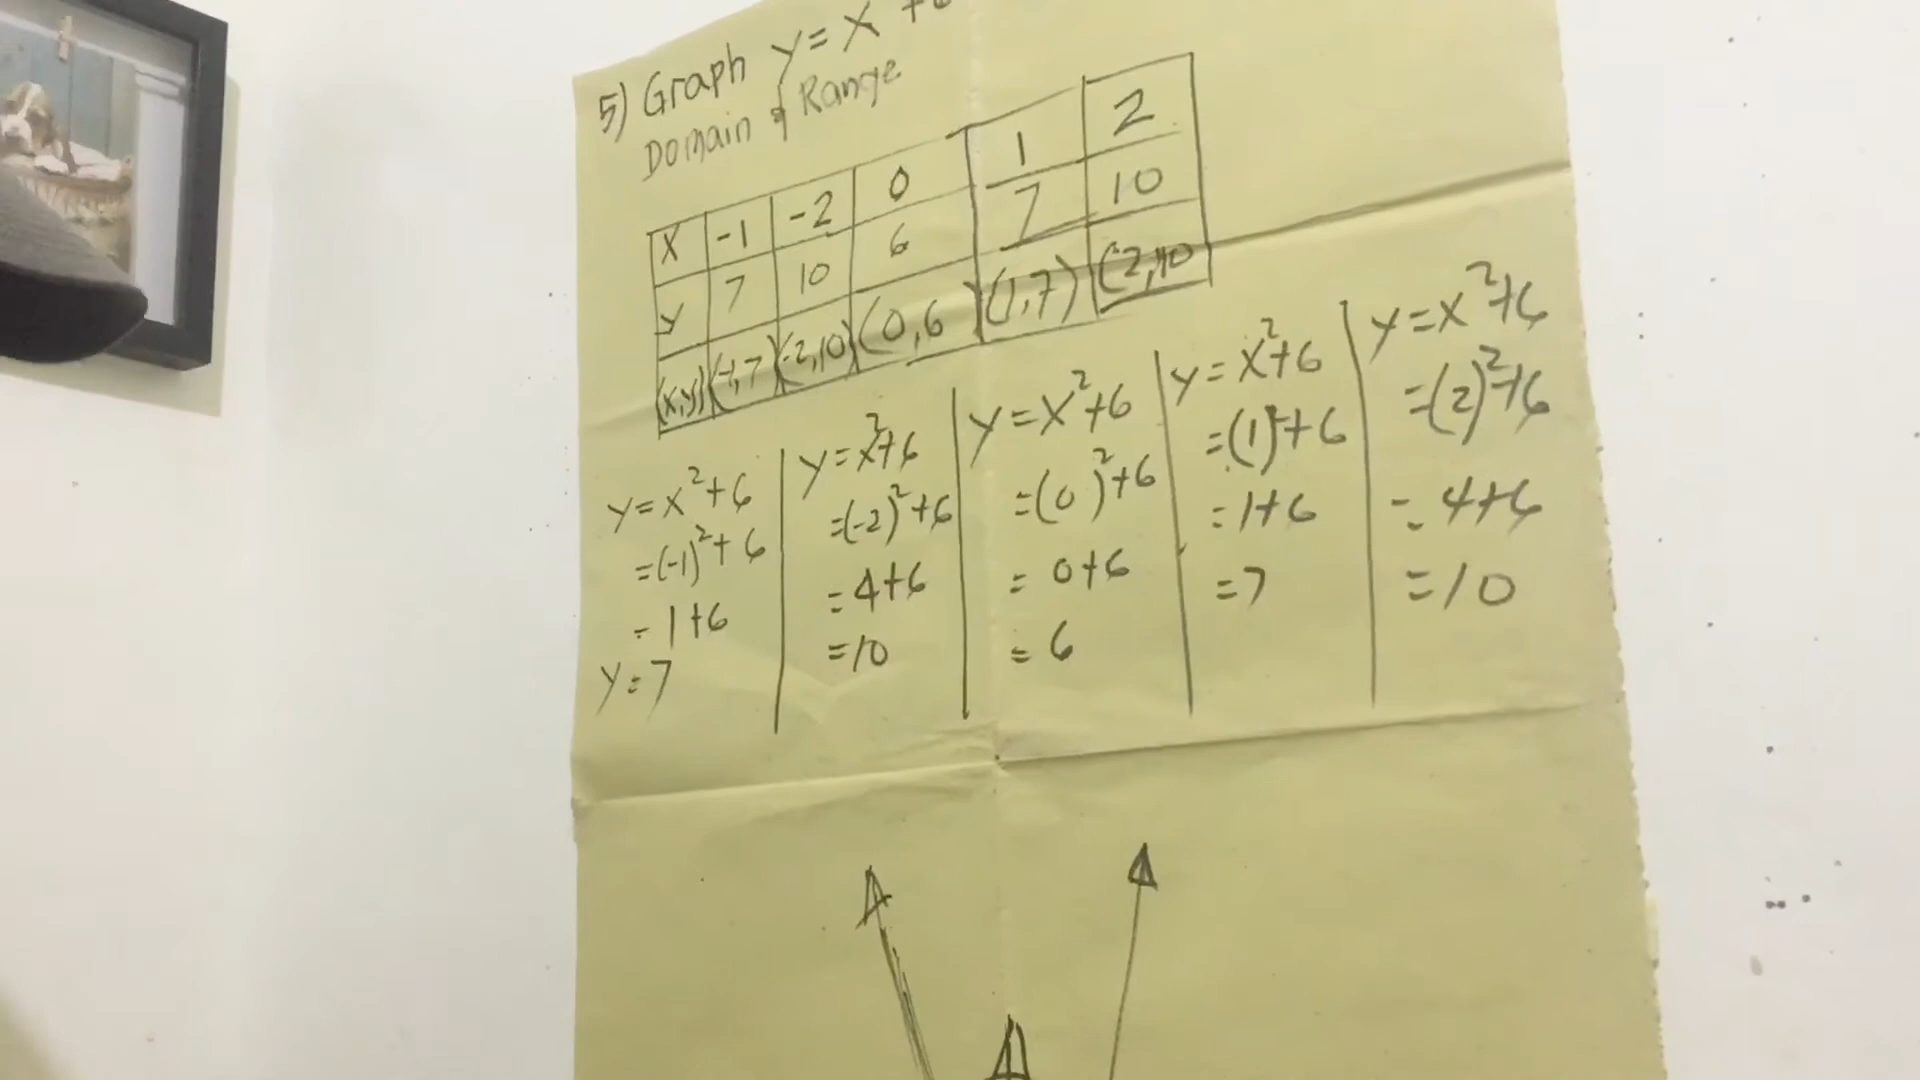 5) Graph y = x +6
Domain & Range
x | -1 | -2 | 0 | 1 | 2
y | 7 | 10 | 6 | 7 | 10
(x,y) | (-1,7) | (-2,10) | (0,6 | (1,7) | (2,10
y = x²+6
=(-1)²+6
= 1+6
y = 7
y = x²+6
=(-2)²+6
= 4+6
=10
y = x²+6
=(0)²+6
= 0+6
= 6
y = x²+6
=(1)²+6
= 1+6
=7
y = x²+6
=(2)²+6
= 4+6
=10